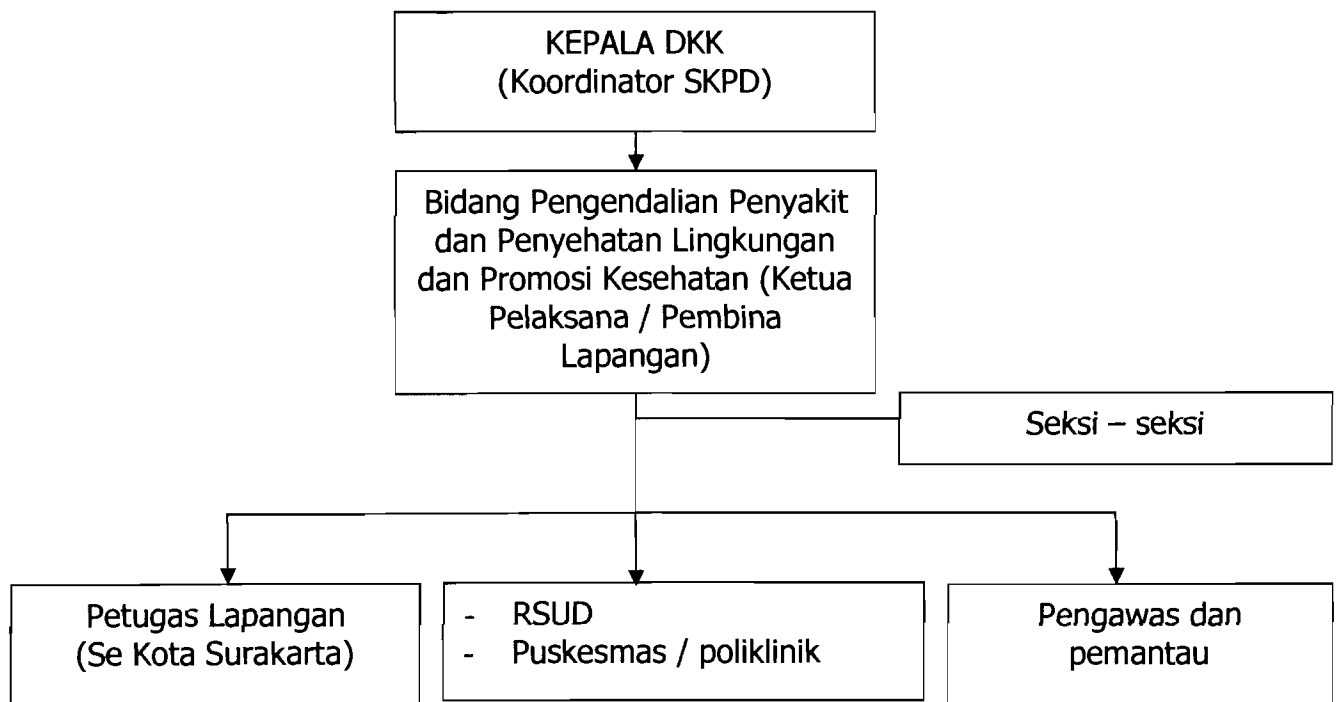 KEPALA DKK
(Koordinator SKPD)
Bidang Pengendalian Penyakit
dan Penyehatan Lingkungan
dan Promosi Kesehatan (Ketua
Pelaksana / Pembina
Lapangan)
Seksi – seksi
Petugas Lapangan
(Se Kota Surakarta)
- RSUD
- Puskesmas / poliklinik
Pengawas dan
pemantau